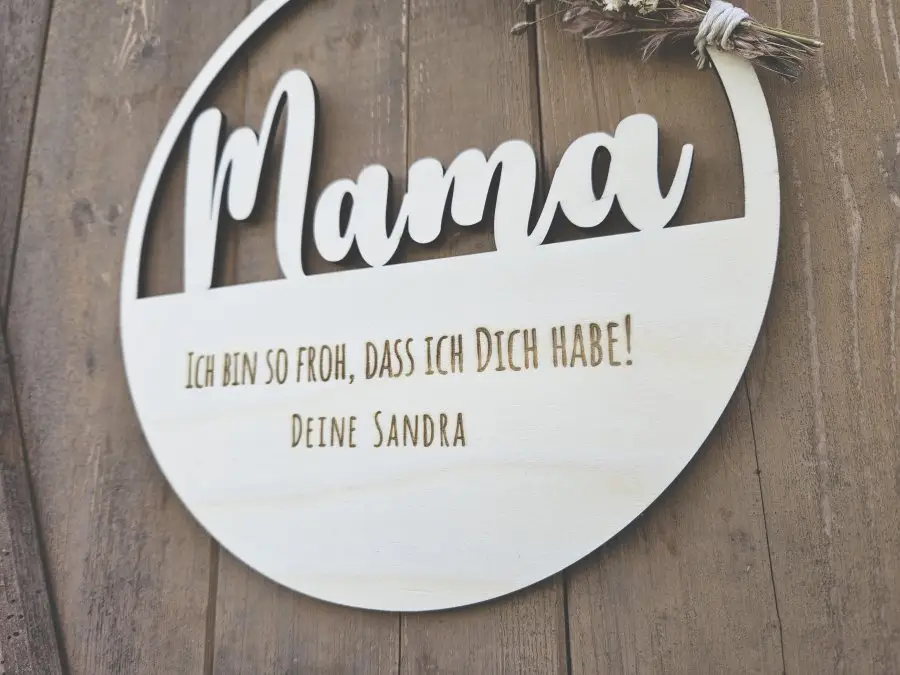 Mama
Ich bin so froh, dass ich Dich habe!
Deine Sandra